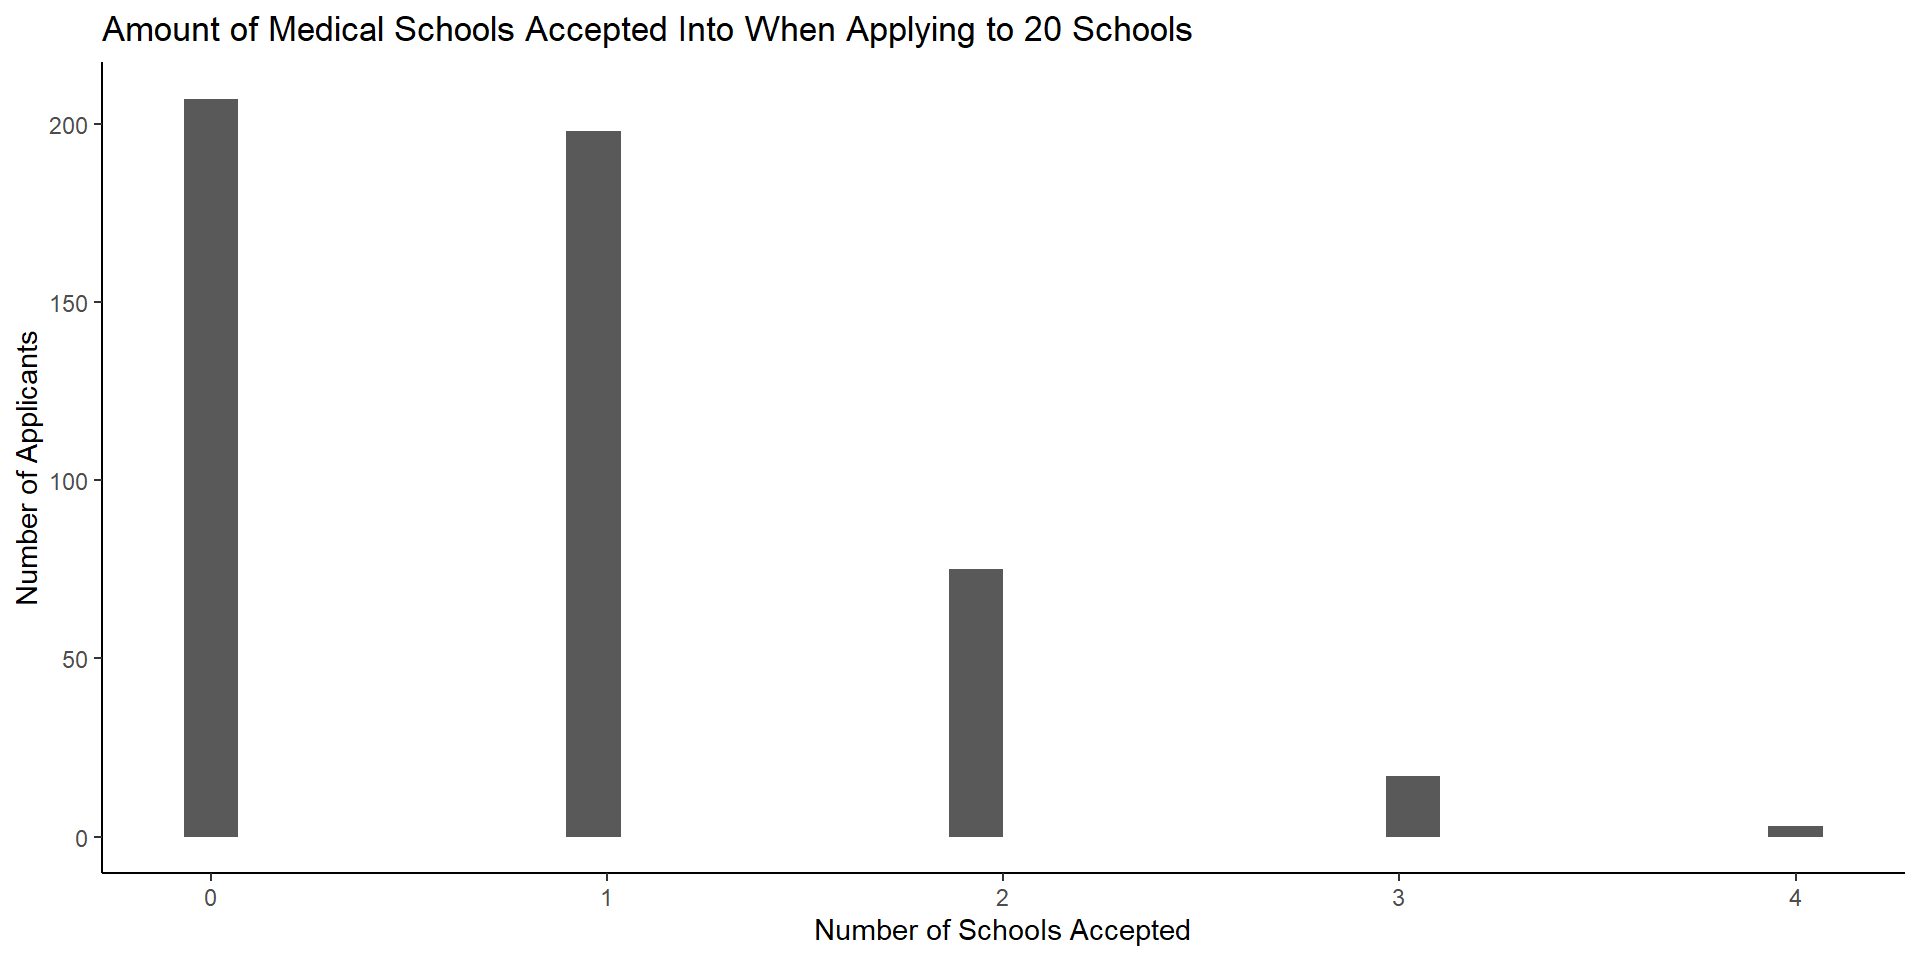 Amount of Medical Schools Accepted Into When Applying to 20 Schools
Number of Applicants
200
150
100
50
0
0 1 2 3 4
Number of Schools Accepted